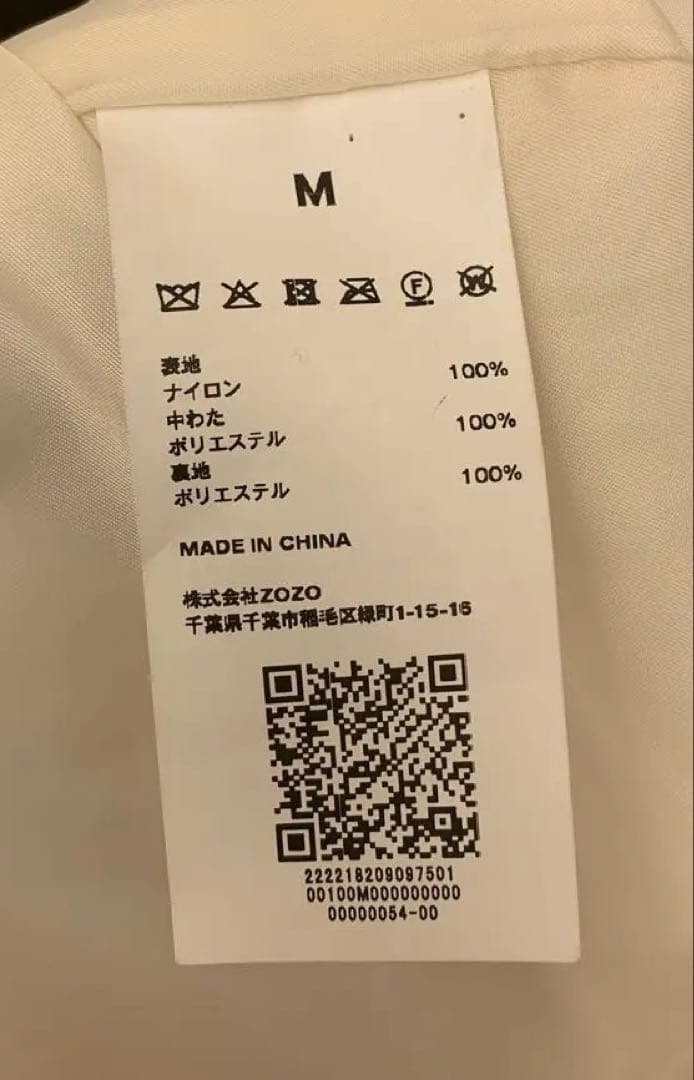 M
F
W
表地
ナイロン 100%
中わた
ポリエステル 100%
裏地
ポリエステル 100%
MADE IN CHINA
株式会社ZOZO
千葉県千葉市稲毛区緑町1-15-16
222218209097501
00100M000000000
00000054-00